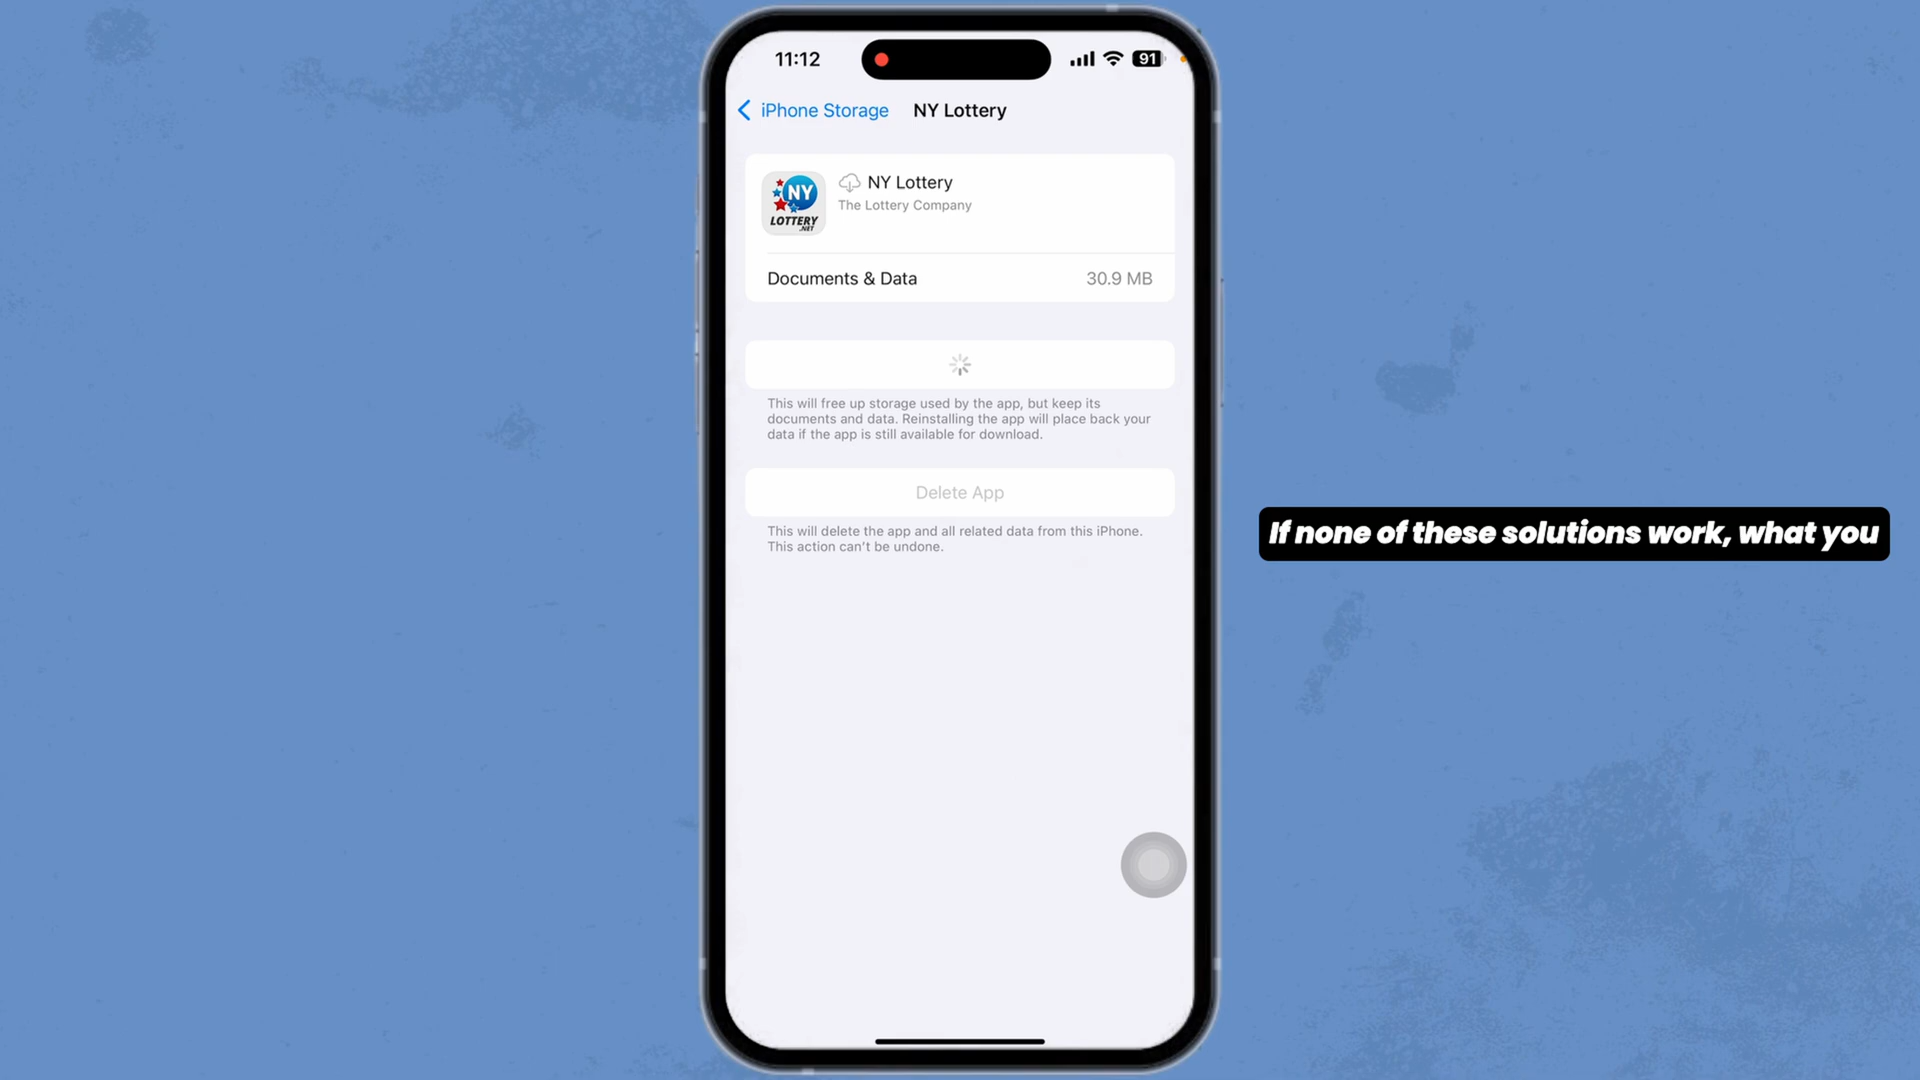 11:12
91
iPhone Storage
NY Lottery
NY
LOTTERY
.NET
NY Lottery
The Lottery Company
Documents & Data
30.9 MB
This will free up storage used by the app, but keep its
documents and data. Reinstalling the app will place back your
data if the app is still available for download.
Delete App
This will delete the app and all related data from this iPhone.
This action can't be undone.
If none of these solutions work, what you